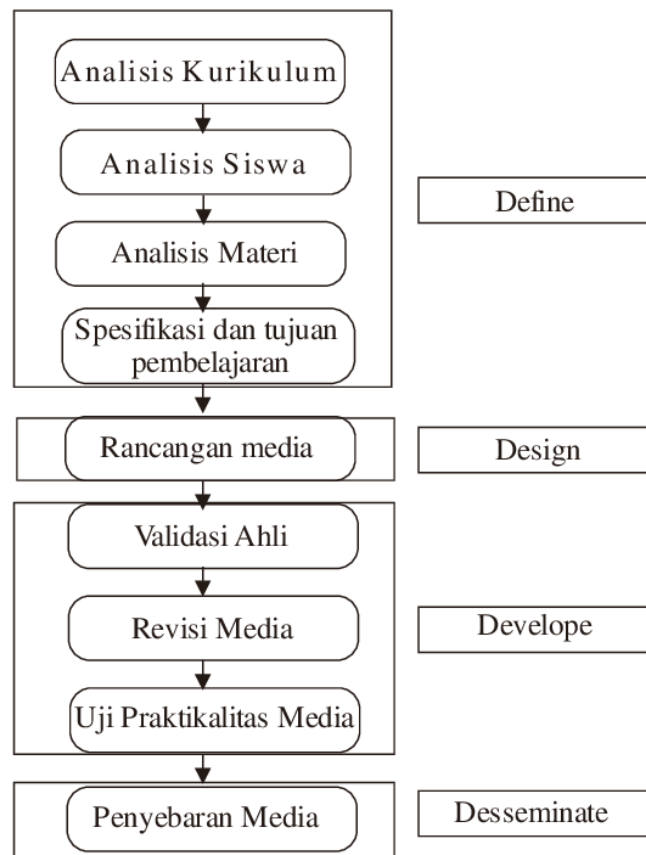 Analisis Kurikulum
Analisis Siswa
Define
Analisis Materi
Spesifikasi dan tujuan
pembelajaran
Rancangan media
Design
Validasi Ahli
Revisi Media
Develope
Uji Praktikalitas Media
Penyebaran Media
Desseminate